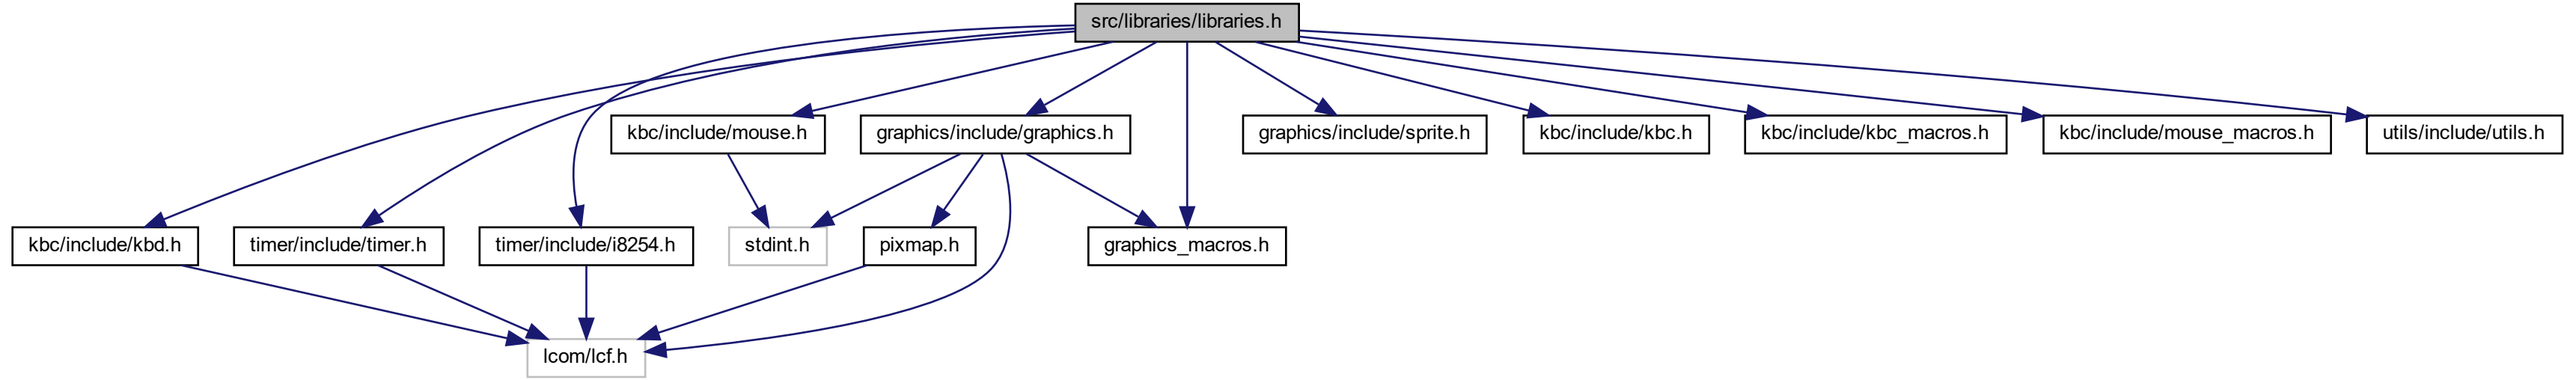 src/libraries/libraries.h
kbc/include/mouse.h
graphics/include/graphics.h
graphics/include/sprite.h
kbc/include/kbc.h
kbc/include/kbc_macros.h
kbc/include/mouse_macros.h
utils/include/utils.h
kbc/include/kbd.h
timer/include/timer.h
timer/include/i8254.h
stdint.h
pixmap.h
graphics_macros.h
lcom/lcf.h